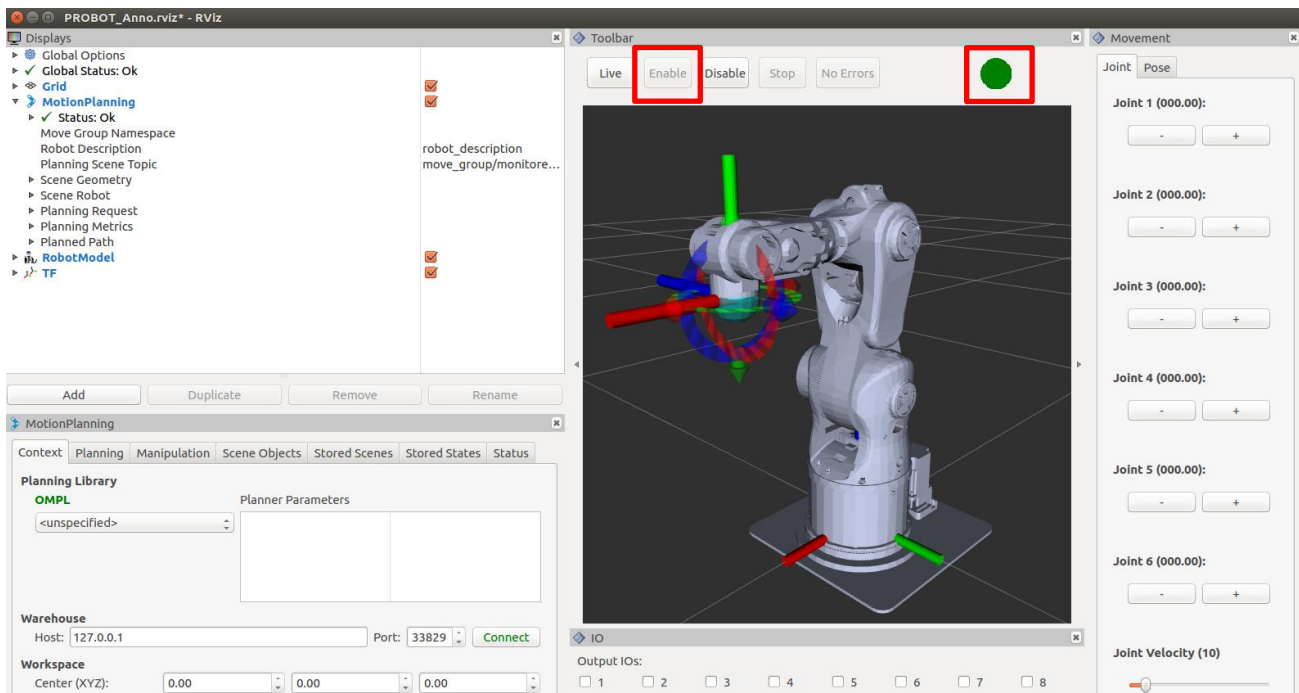 PROBOT_Anno.rviz* - RViz
Displays
Global Options
Global Status: Ok
Grid
MotionPlanning
Status: Ok
Move Group Namespace
Robot Description robot_description
Planning Scene Topic move_group/monitore...
Scene Geometry
Scene Robot
Planning Request
Planning Metrics
Planned Path
RobotModel
TF
Add Duplicate Remove Rename
MotionPlanning
Context Planning Manipulation Scene Objects Stored Scenes Stored States Status
Planning Library
OMPL Planner Parameters
<unspecified>
Warehouse
Host: 127.0.0.1 Port: 33829 Connect
Workspace
Center (XYZ): 0.00 0.00 0.00
Toolbar
Live Enable Disable Stop No Errors
IO
Output IOs:
1 2 3 4 5 6 7 8
Movement
Joint Pose
Joint 1 (000.00):
- +
Joint 2 (000.00):
- +
Joint 3 (000.00):
- +
Joint 4 (000.00):
- +
Joint 5 (000.00):
- +
Joint 6 (000.00):
- +
Joint Velocity (10)